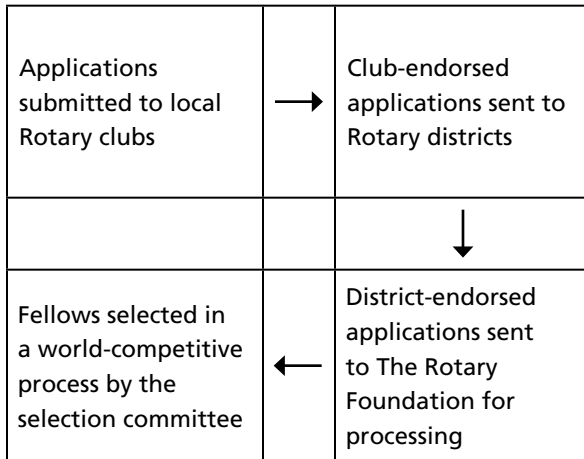 Applications
submitted to local
Rotary clubs
Club-endorsed
applications sent to
Rotary districts
District-endorsed
applications sent
to The Rotary
Foundation for
processing
Fellows selected in
a world-competitive
process by the
selection committee